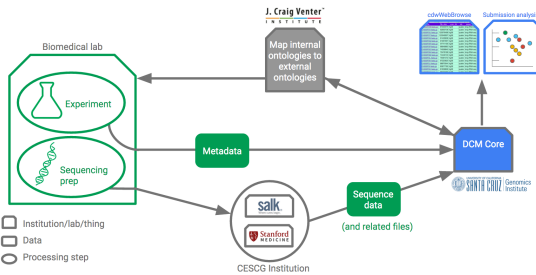 J. Craig Venter™
INSTITUTE
Map internal
ontologies to
external
ontologies
cdwWebBrowse
Submission analysis
Biomedical lab
Experiment
Sequencing
prep
Metadata
DCM Core
SANTA CRUZ
Genomics
Institute
Sequence
data
(and related files)
salk
Stanford
MEDICINE
CESCG Institution
Institution/lab/thing
Data
Processing step